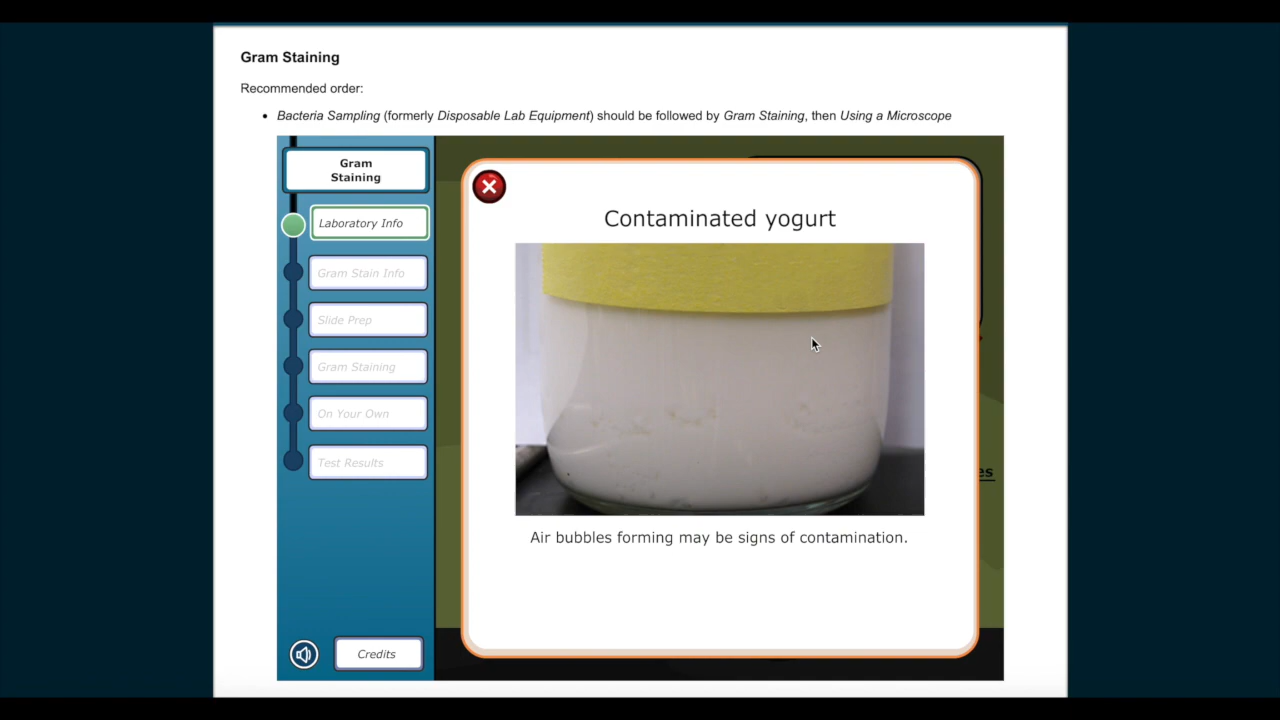 Gram Staining
Recommended order:
• Bacteria Sampling (formerly Disposable Lab Equipment) should be followed by Gram Staining, then Using a Microscope
Gram
Staining
Laboratory Info
Gram Stain Info
Slide Prep
Gram Staining
On Your Own
Test Results
Credits
Contaminated yogurt
Air bubbles forming may be signs of contamination.